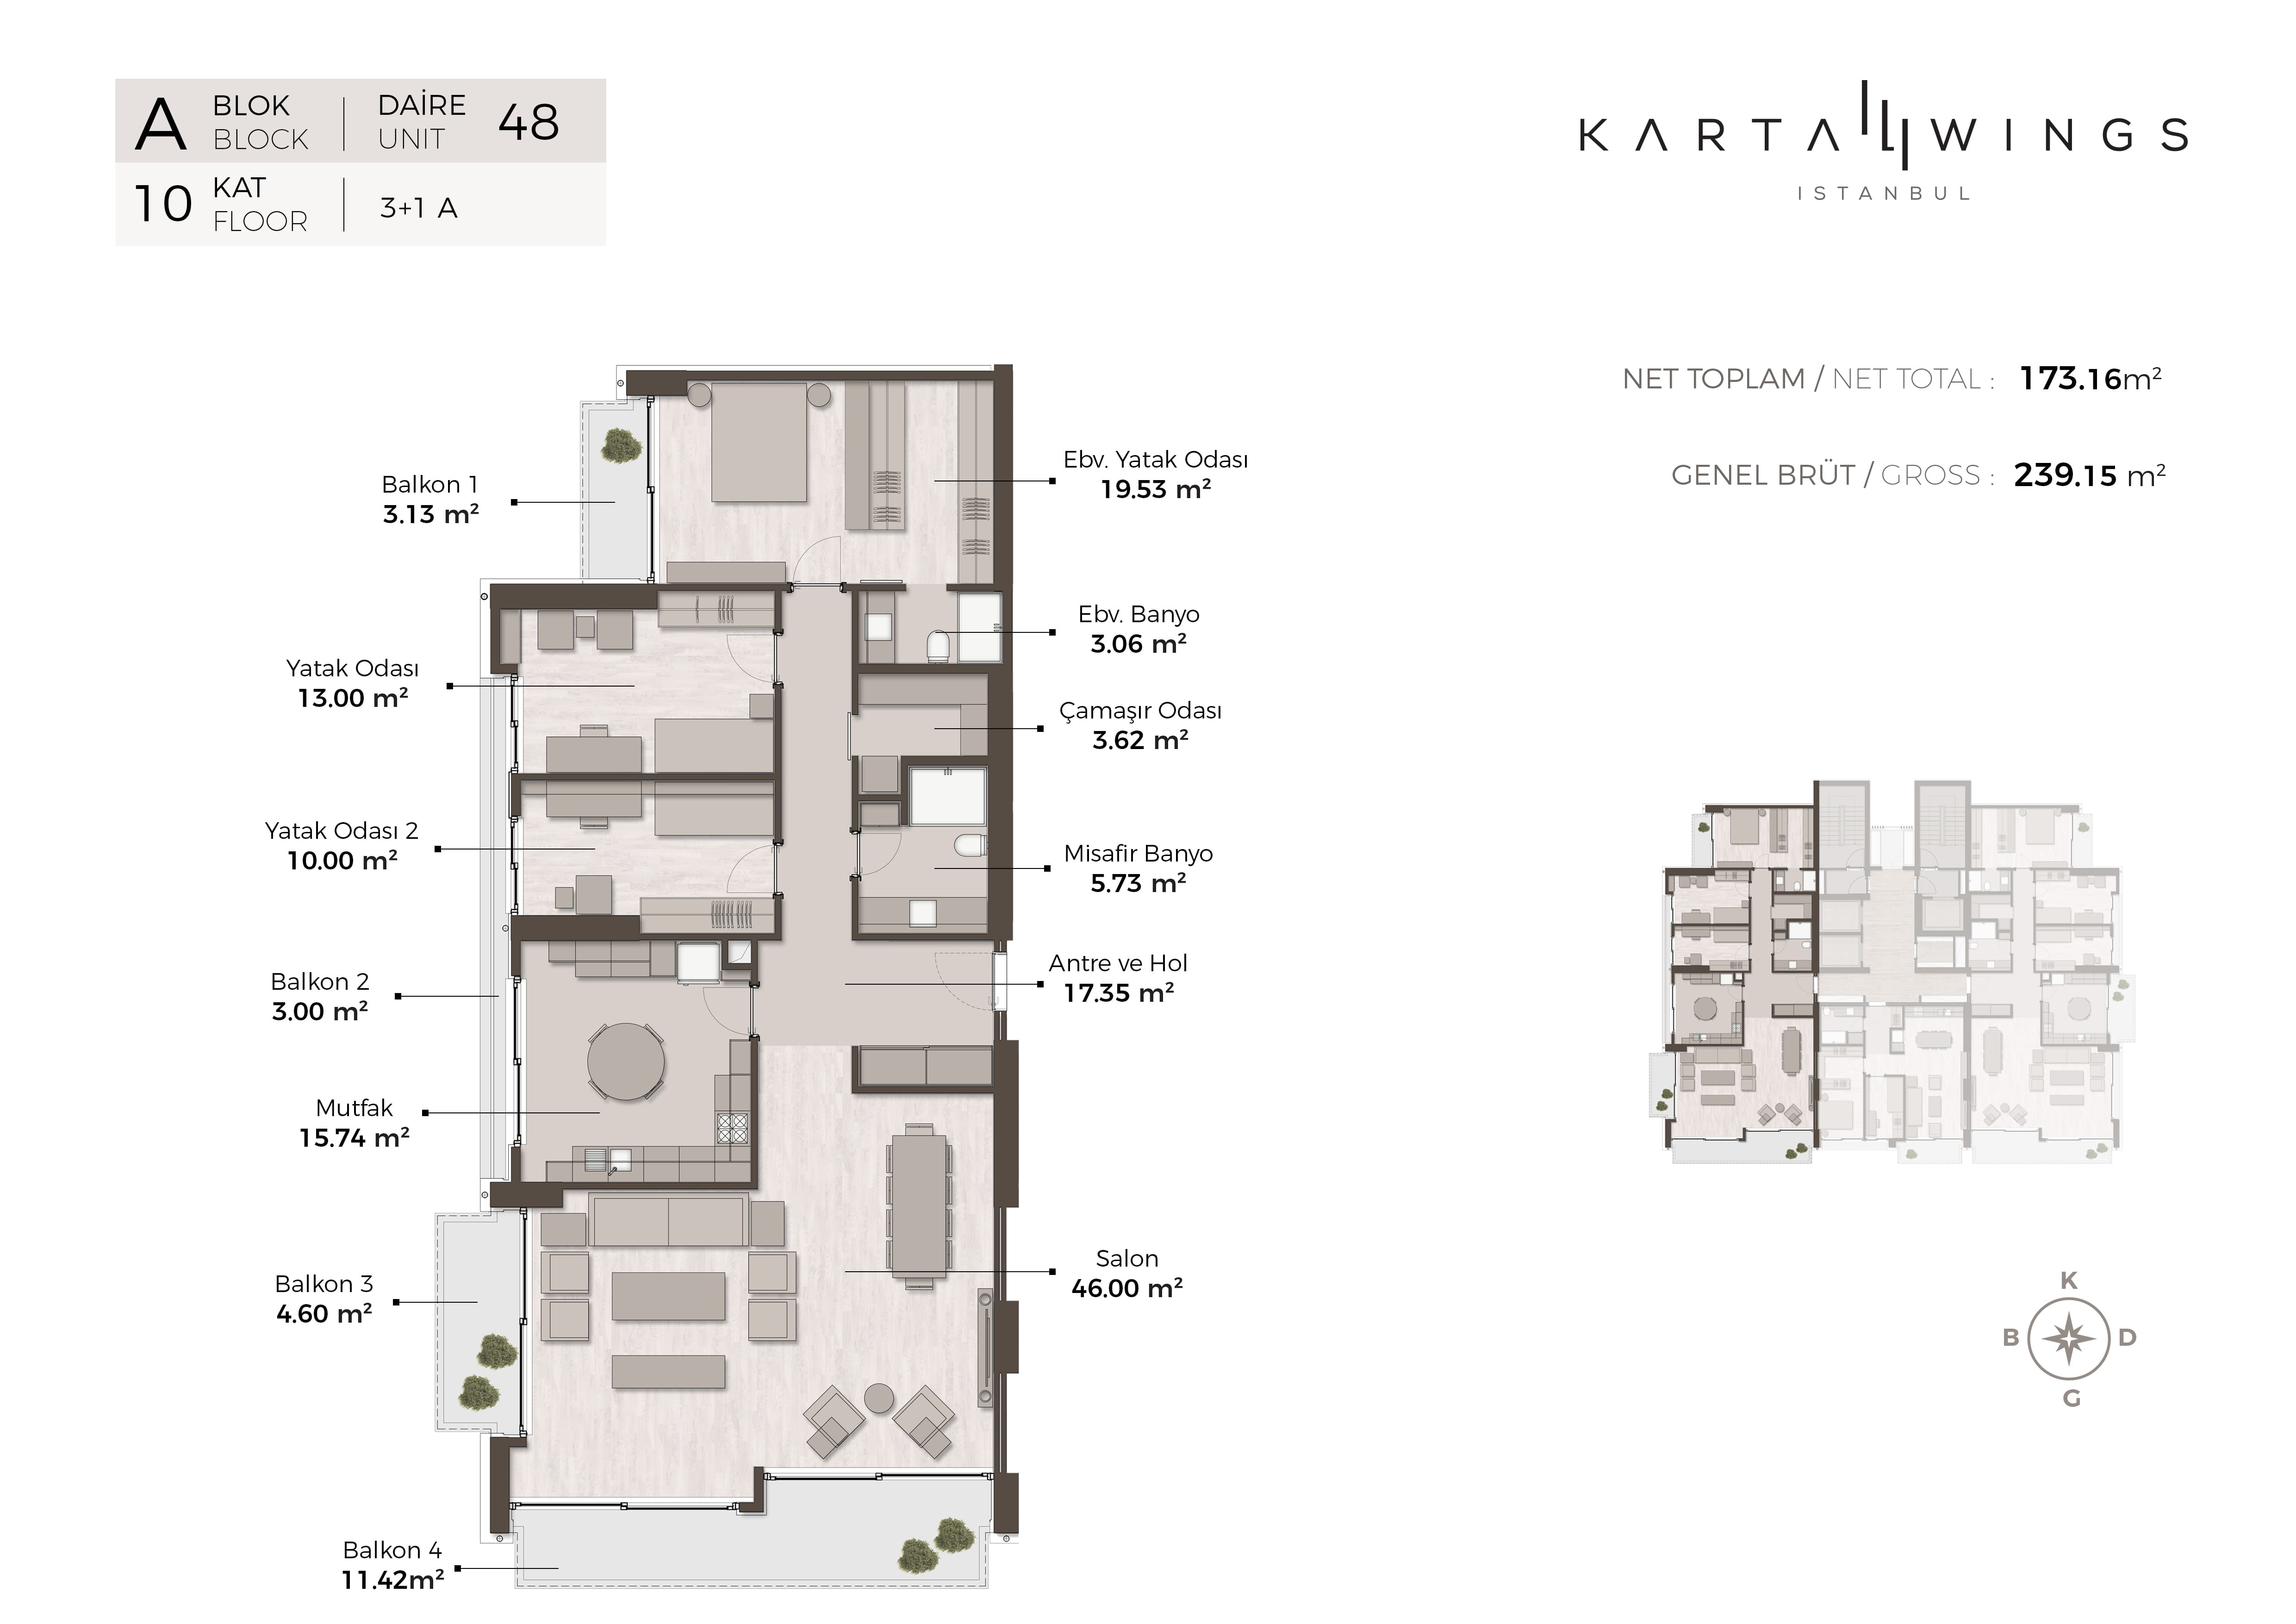 A BLOK BLOCK DAİRE UNIT 48
10 KAT FLOOR 3+1 A
KARTAL WINGS
ISTANBUL
NET TOPLAM / NET TOTAL : 173.16m²
GENEL BRÜT / GROSS : 239.15 m²
Balkon 1
3.13 m²
Ebv. Yatak Odası
19.53 m²
Ebv. Banyo
3.06 m²
Yatak Odası
13.00 m²
Çamaşır Odası
3.62 m²
Yatak Odası 2
10.00 m²
Misafir Banyo
5.73 m²
Balkon 2
3.00 m²
Antre ve Hol
17.35 m²
Mutfak
15.74 m²
Salon
46.00 m²
Balkon 3
4.60 m²
Balkon 4
11.42m²
K
B D
G